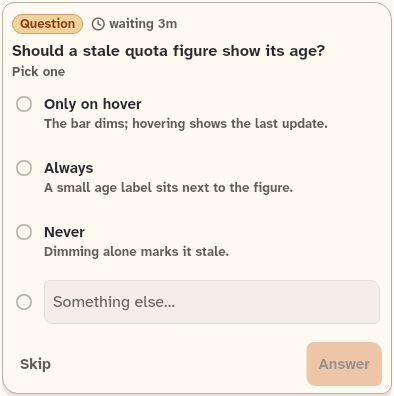 Question waiting 3m
Should a stale quota figure show its age?
Pick one
Only on hover
The bar dims; hovering shows the last update.
Always
A small age label sits next to the figure.
Never
Dimming alone marks it stale.
Something else...
Skip Answer